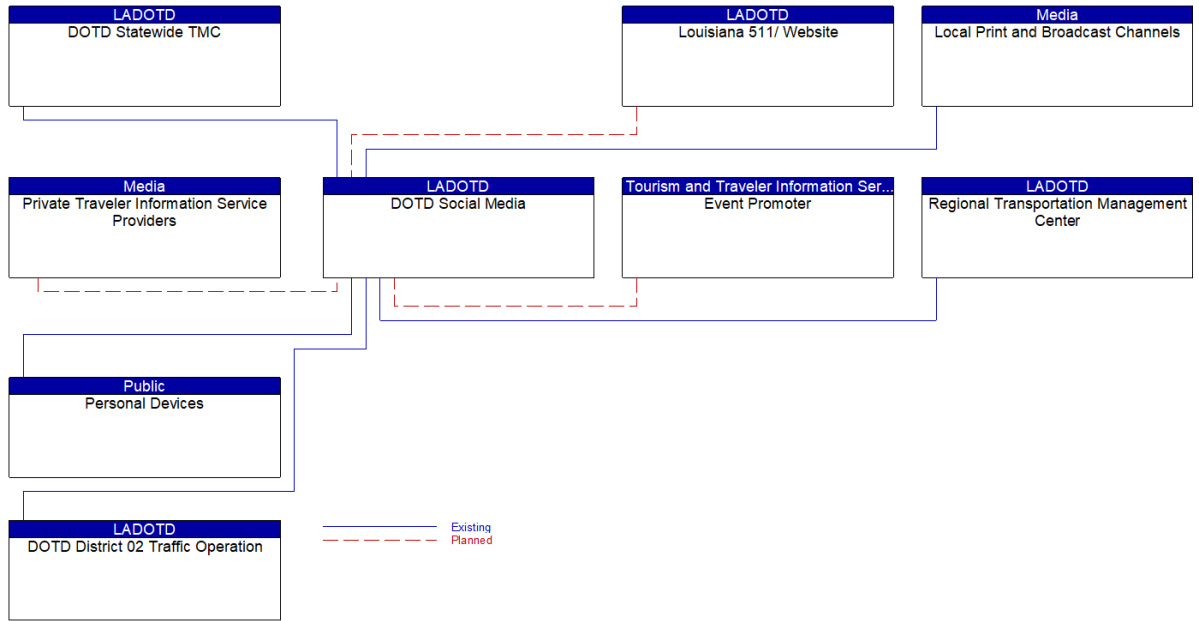 LADOTD
DOTD Statewide TMC
LADOTD
Louisiana 511/ Website
Media
Local Print and Broadcast Channels
Media
Private Traveler Information Service
Providers
LADOTD
DOTD Social Media
Tourism and Traveler Information Ser...
Event Promoter
LADOTD
Regional Transportation Management
Center
Public
Personal Devices
LADOTD
DOTD District 02 Traffic Operation
Existing
Planned